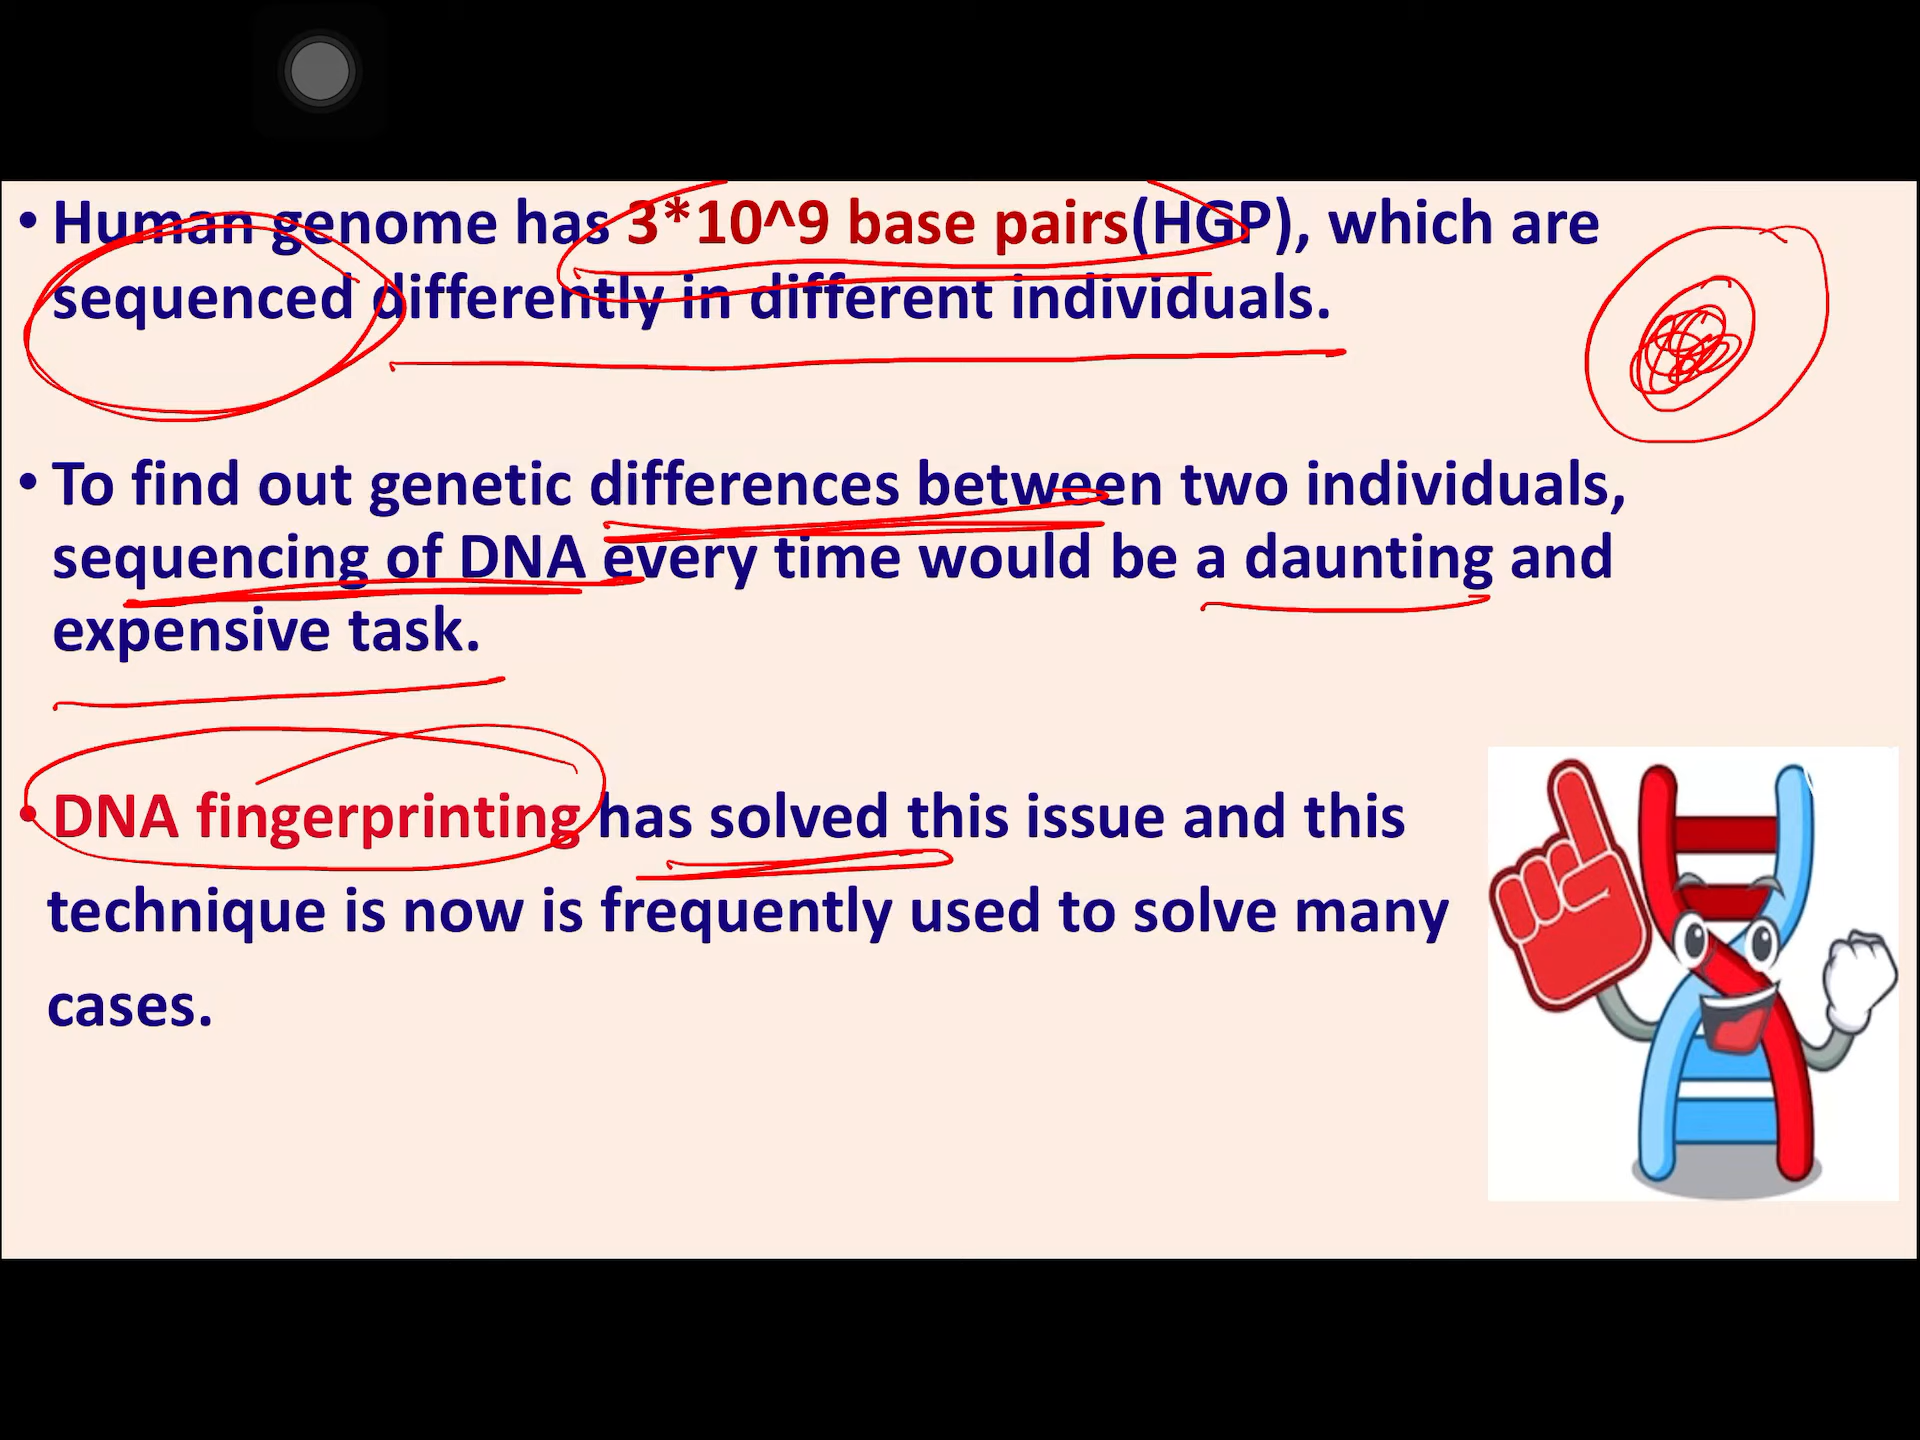 • Human genome has 3*10^9 base pairs(HGP), which are
sequenced differently in different individuals.
• To find out genetic differences between two individuals,
sequencing of DNA every time would be a daunting and
expensive task.
• DNA fingerprinting has solved this issue and this
technique is now is frequently used to solve many
cases.